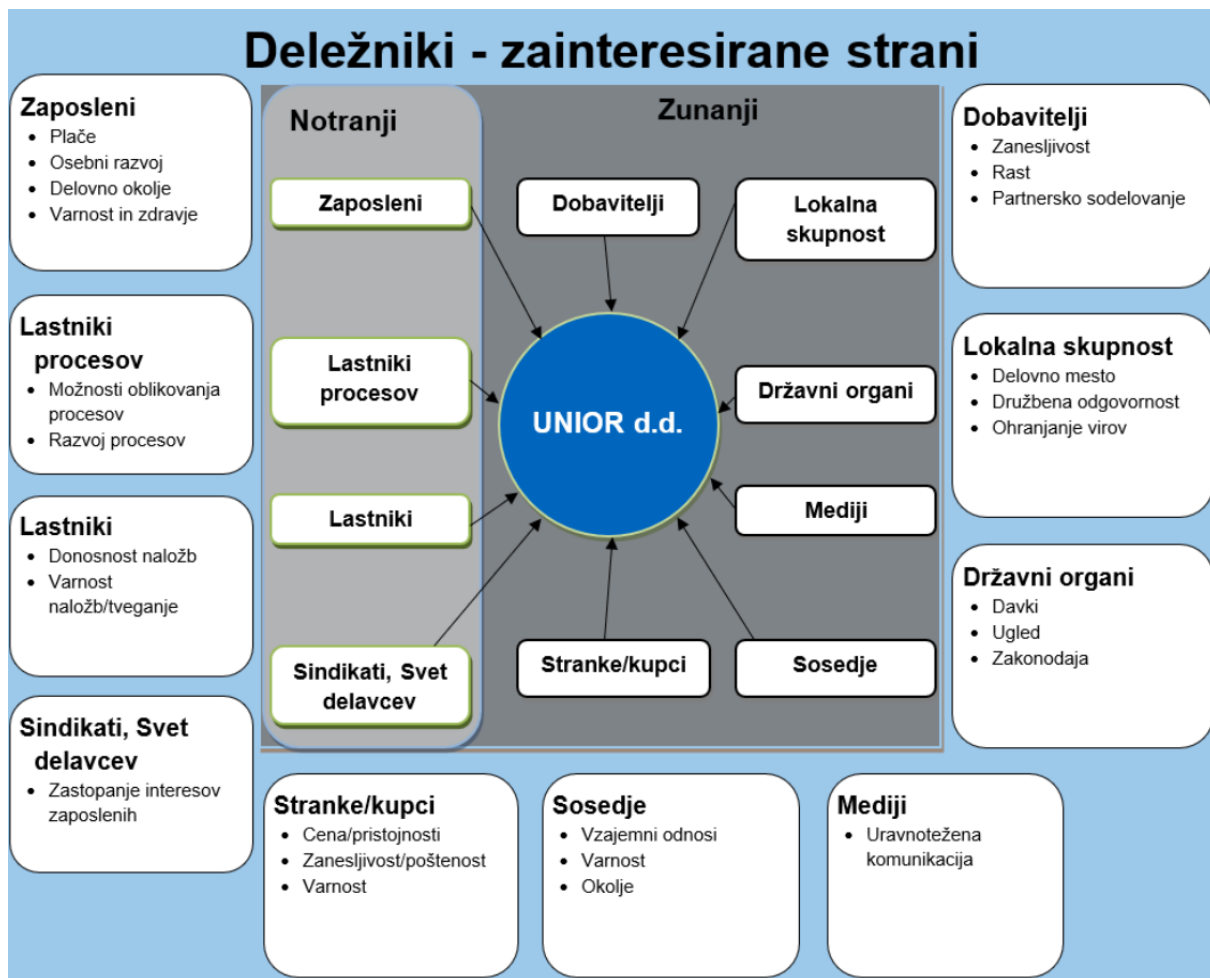 Deležniki - zainteresirane strani
Zaposleni
• Plače
• Osebni razvoj
• Delovno okolje
• Varnost in zdravje
Lastniki
procesov
• Možnosti oblikovanja
procesov
• Razvoj procesov
Lastniki
• Donosnost naložb
• Varnost
naložb/tveganje
Sindikati, Svet
delavcev
• Zastopanje interesov
zaposlenih
Notranji
Zaposleni
Lastniki
procesov
Lastniki
Sindikati, Svet
delavcev
Zunanji
Dobavitelji
Lokalna
skupnost
UNIOR d.d.
Državni organi
Mediji
Stranke/kupci
Sosedje
Dobavitelji
• Zanesljivost
• Rast
• Partnersko sodelovanje
Lokalna skupnost
• Delovno mesto
• Družbena odgovornost
• Ohranjanje virov
Državni organi
• Davki
• Ugled
• Zakonodaja
Stranke/kupci
• Cena/pristojnosti
• Zanesljivost/poštenost
• Varnost
Sosedje
• Vzajemni odnosi
• Varnost
• Okolje
Mediji
• Uravnotežena
komunikacija